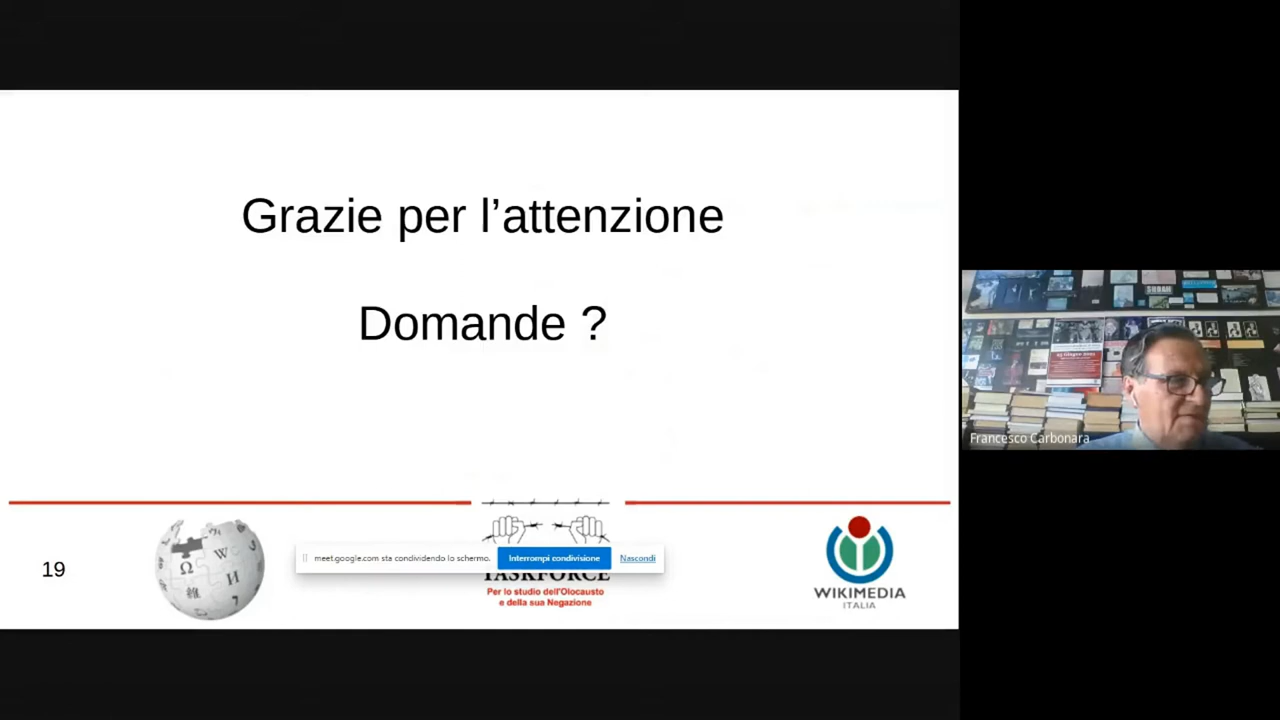 Grazie per l’attenzione
Domande ?
19
meet.google.com sta condividendo lo schermo.
Interrompi condivisione
Nascondi
TASKFORCE
Per lo studio dell'Olocausto
e della sua Negazione
WIKIMEDIA
ITALIA
Francesco Carbonara